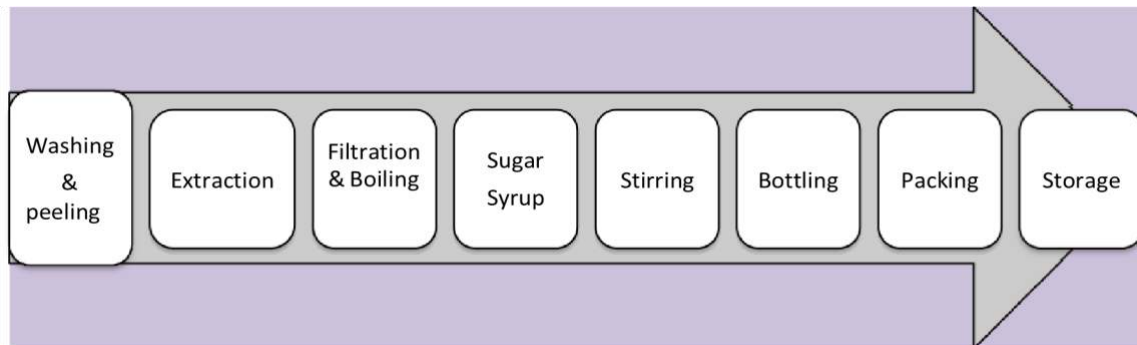 Washing
&
peeling
Extraction
Filtration
& Boiling
Sugar
Syrup
Stirring
Bottling
Packing
Storage